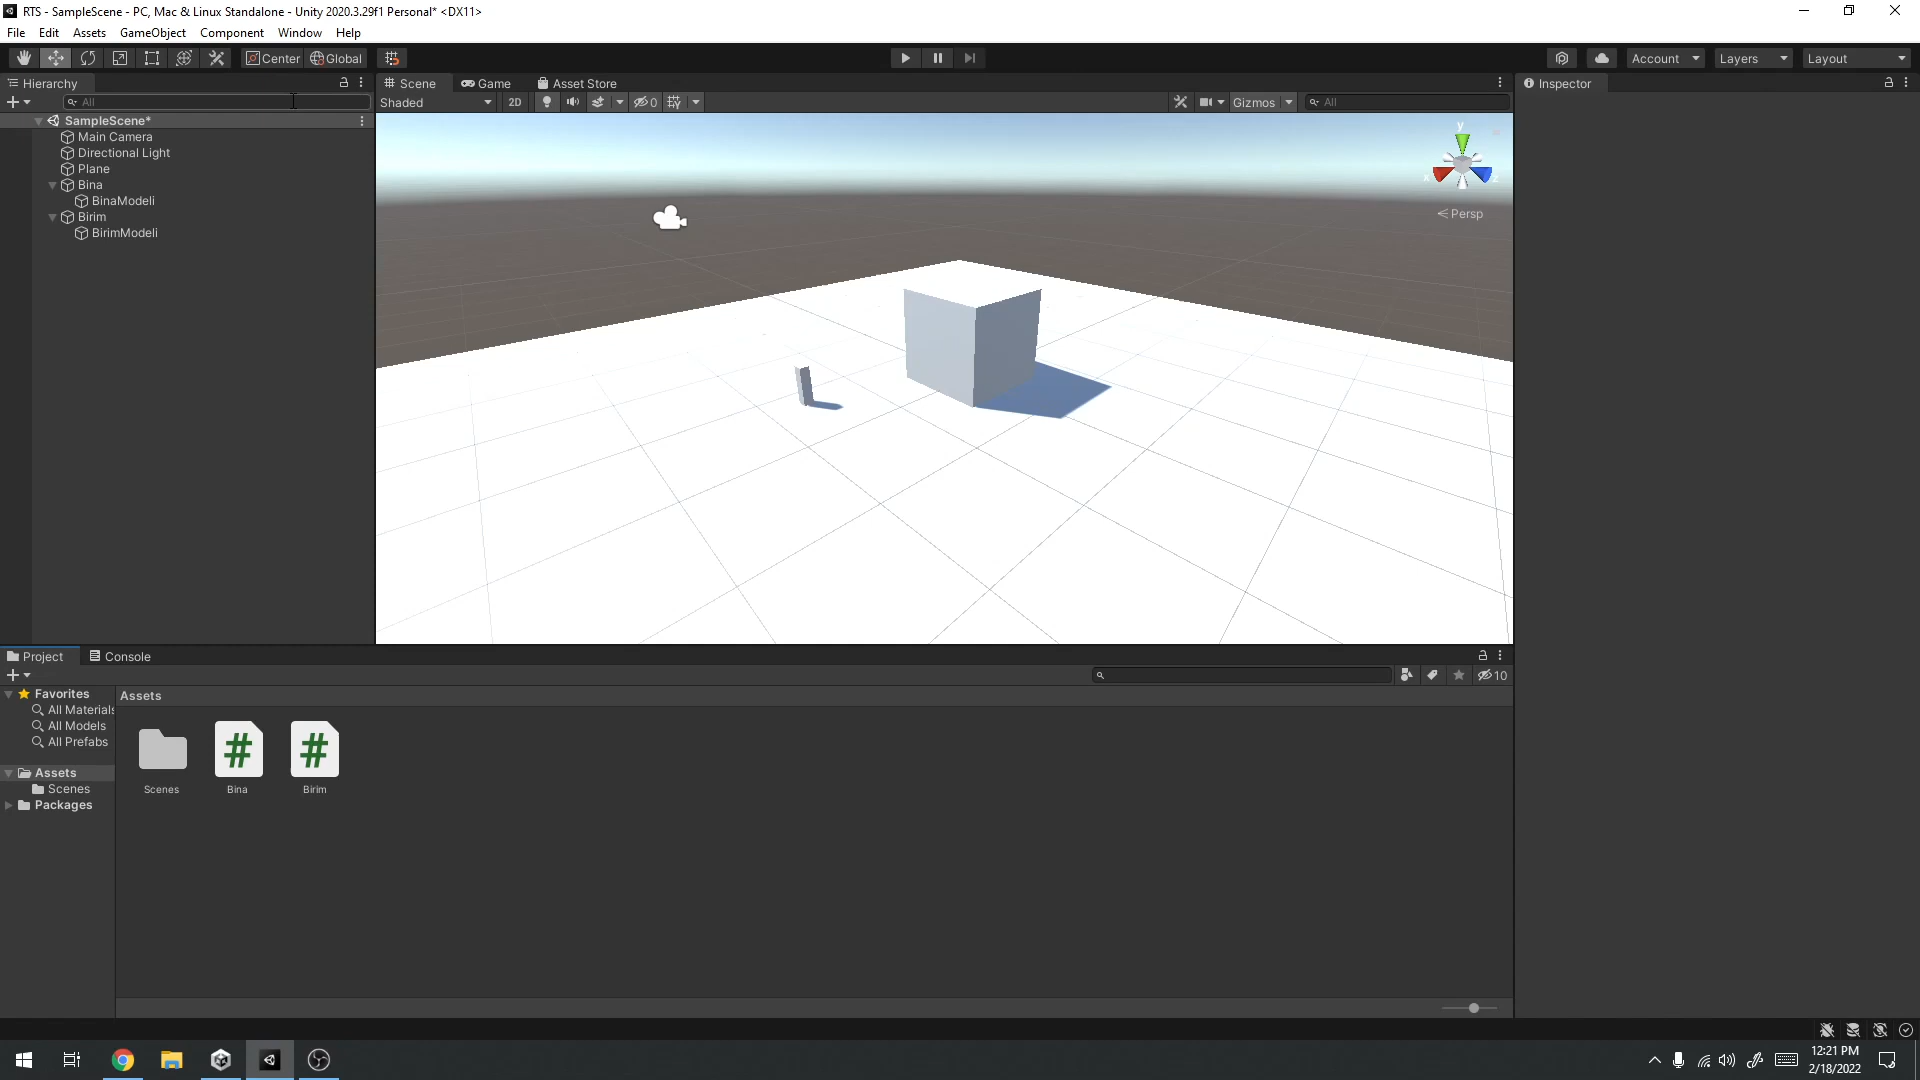 RTS - SampleScene - PC, Mac & Linux Standalone - Unity 2020.3.29f1 Personal* <DX11>
File Edit Assets GameObject Component Window Help
Center Global Account Layers Layout
Hierarchy
All
SampleScene*
Main Camera
Directional Light
Plane
Bina
BinaModeli
Birim
BirimModeli
Scene Game Asset Store
Shaded 2D 0 Gizmos All
y
x z
Persp
Inspector
Project Console
10
Favorites
All Materials
All Models
All Prefabs
Assets
Scenes
Packages
Assets
Scenes Bina Birim
12:21 PM
2/18/2022